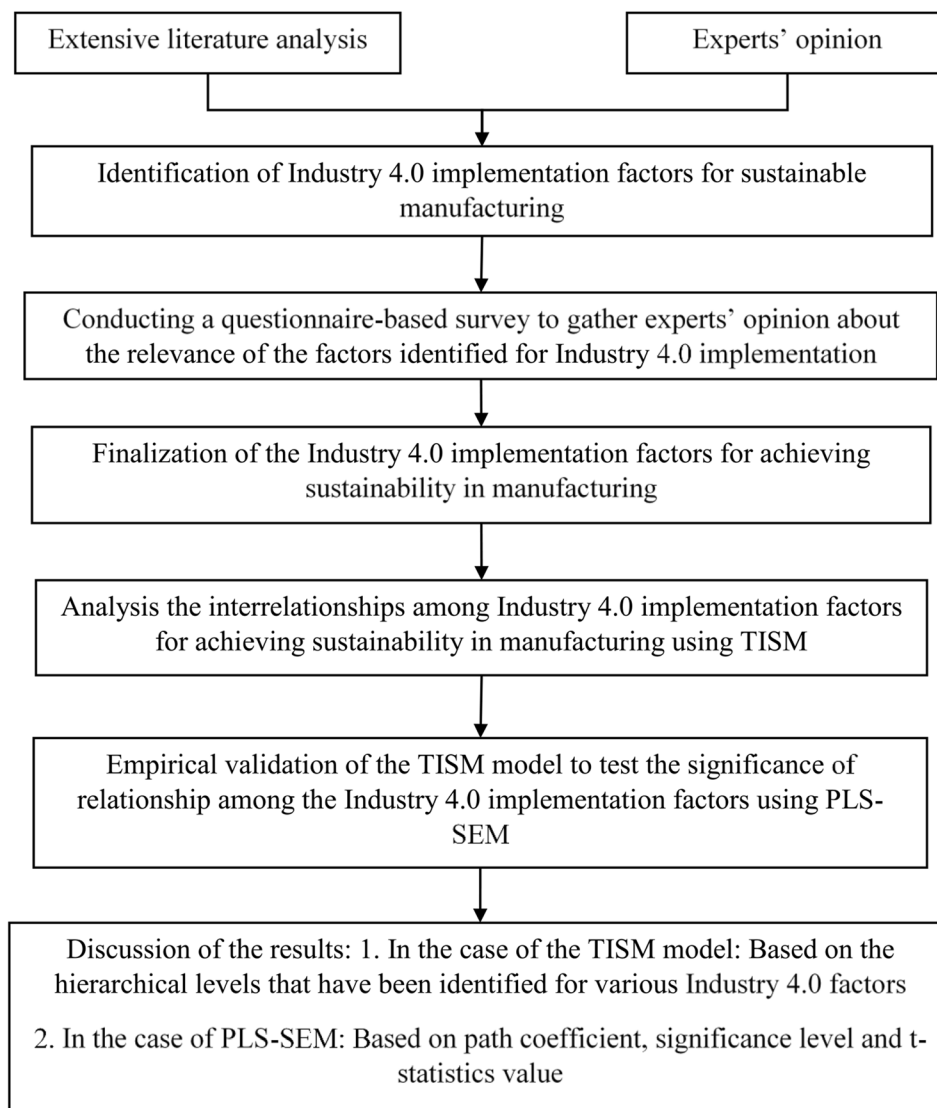 Extensive literature analysis
Experts’ opinion
Identification of Industry 4.0 implementation factors for sustainable
manufacturing
Conducting a questionnaire-based survey to gather experts’ opinion about
the relevance of the factors identified for Industry 4.0 implementation
Finalization of the Industry 4.0 implementation factors for achieving
sustainability in manufacturing
Analysis the interrelationships among Industry 4.0 implementation factors
for achieving sustainability in manufacturing using TISM
Empirical validation of the TISM model to test the significance of
relationship among the Industry 4.0 implementation factors using PLS-
SEM
Discussion of the results: 1. In the case of the TISM model: Based on the
hierarchical levels that have been identified for various Industry 4.0 factors
2. In the case of PLS-SEM: Based on path coefficient, significance level and t-
statistics value